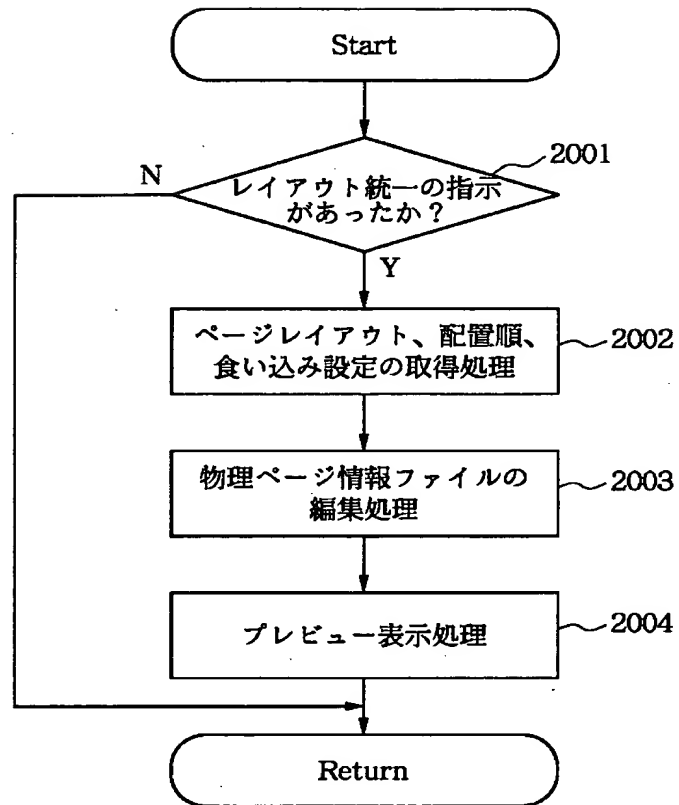 Start
2001
N
レイアウト統一の指示
があったか？
Y
ページレイアウト、配置順、
食い込み設定の取得処理
2002
物理ページ情報ファイルの
編集処理
2003
プレビュー表示処理
2004
Return